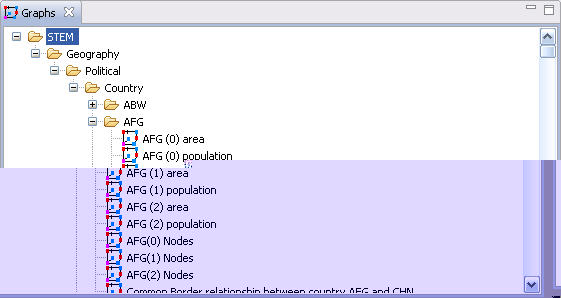 Graphs
STEM
Geography
Political
Country
ABW
AFG
AFG (0) area
AFG (0) population
AFG (1) area
AFG (1) population
AFG (2) area
AFG (2) population
AFG(0) Nodes
AFG(1) Nodes
AFG(2) Nodes
Common Border relationship between country AFG and CHN